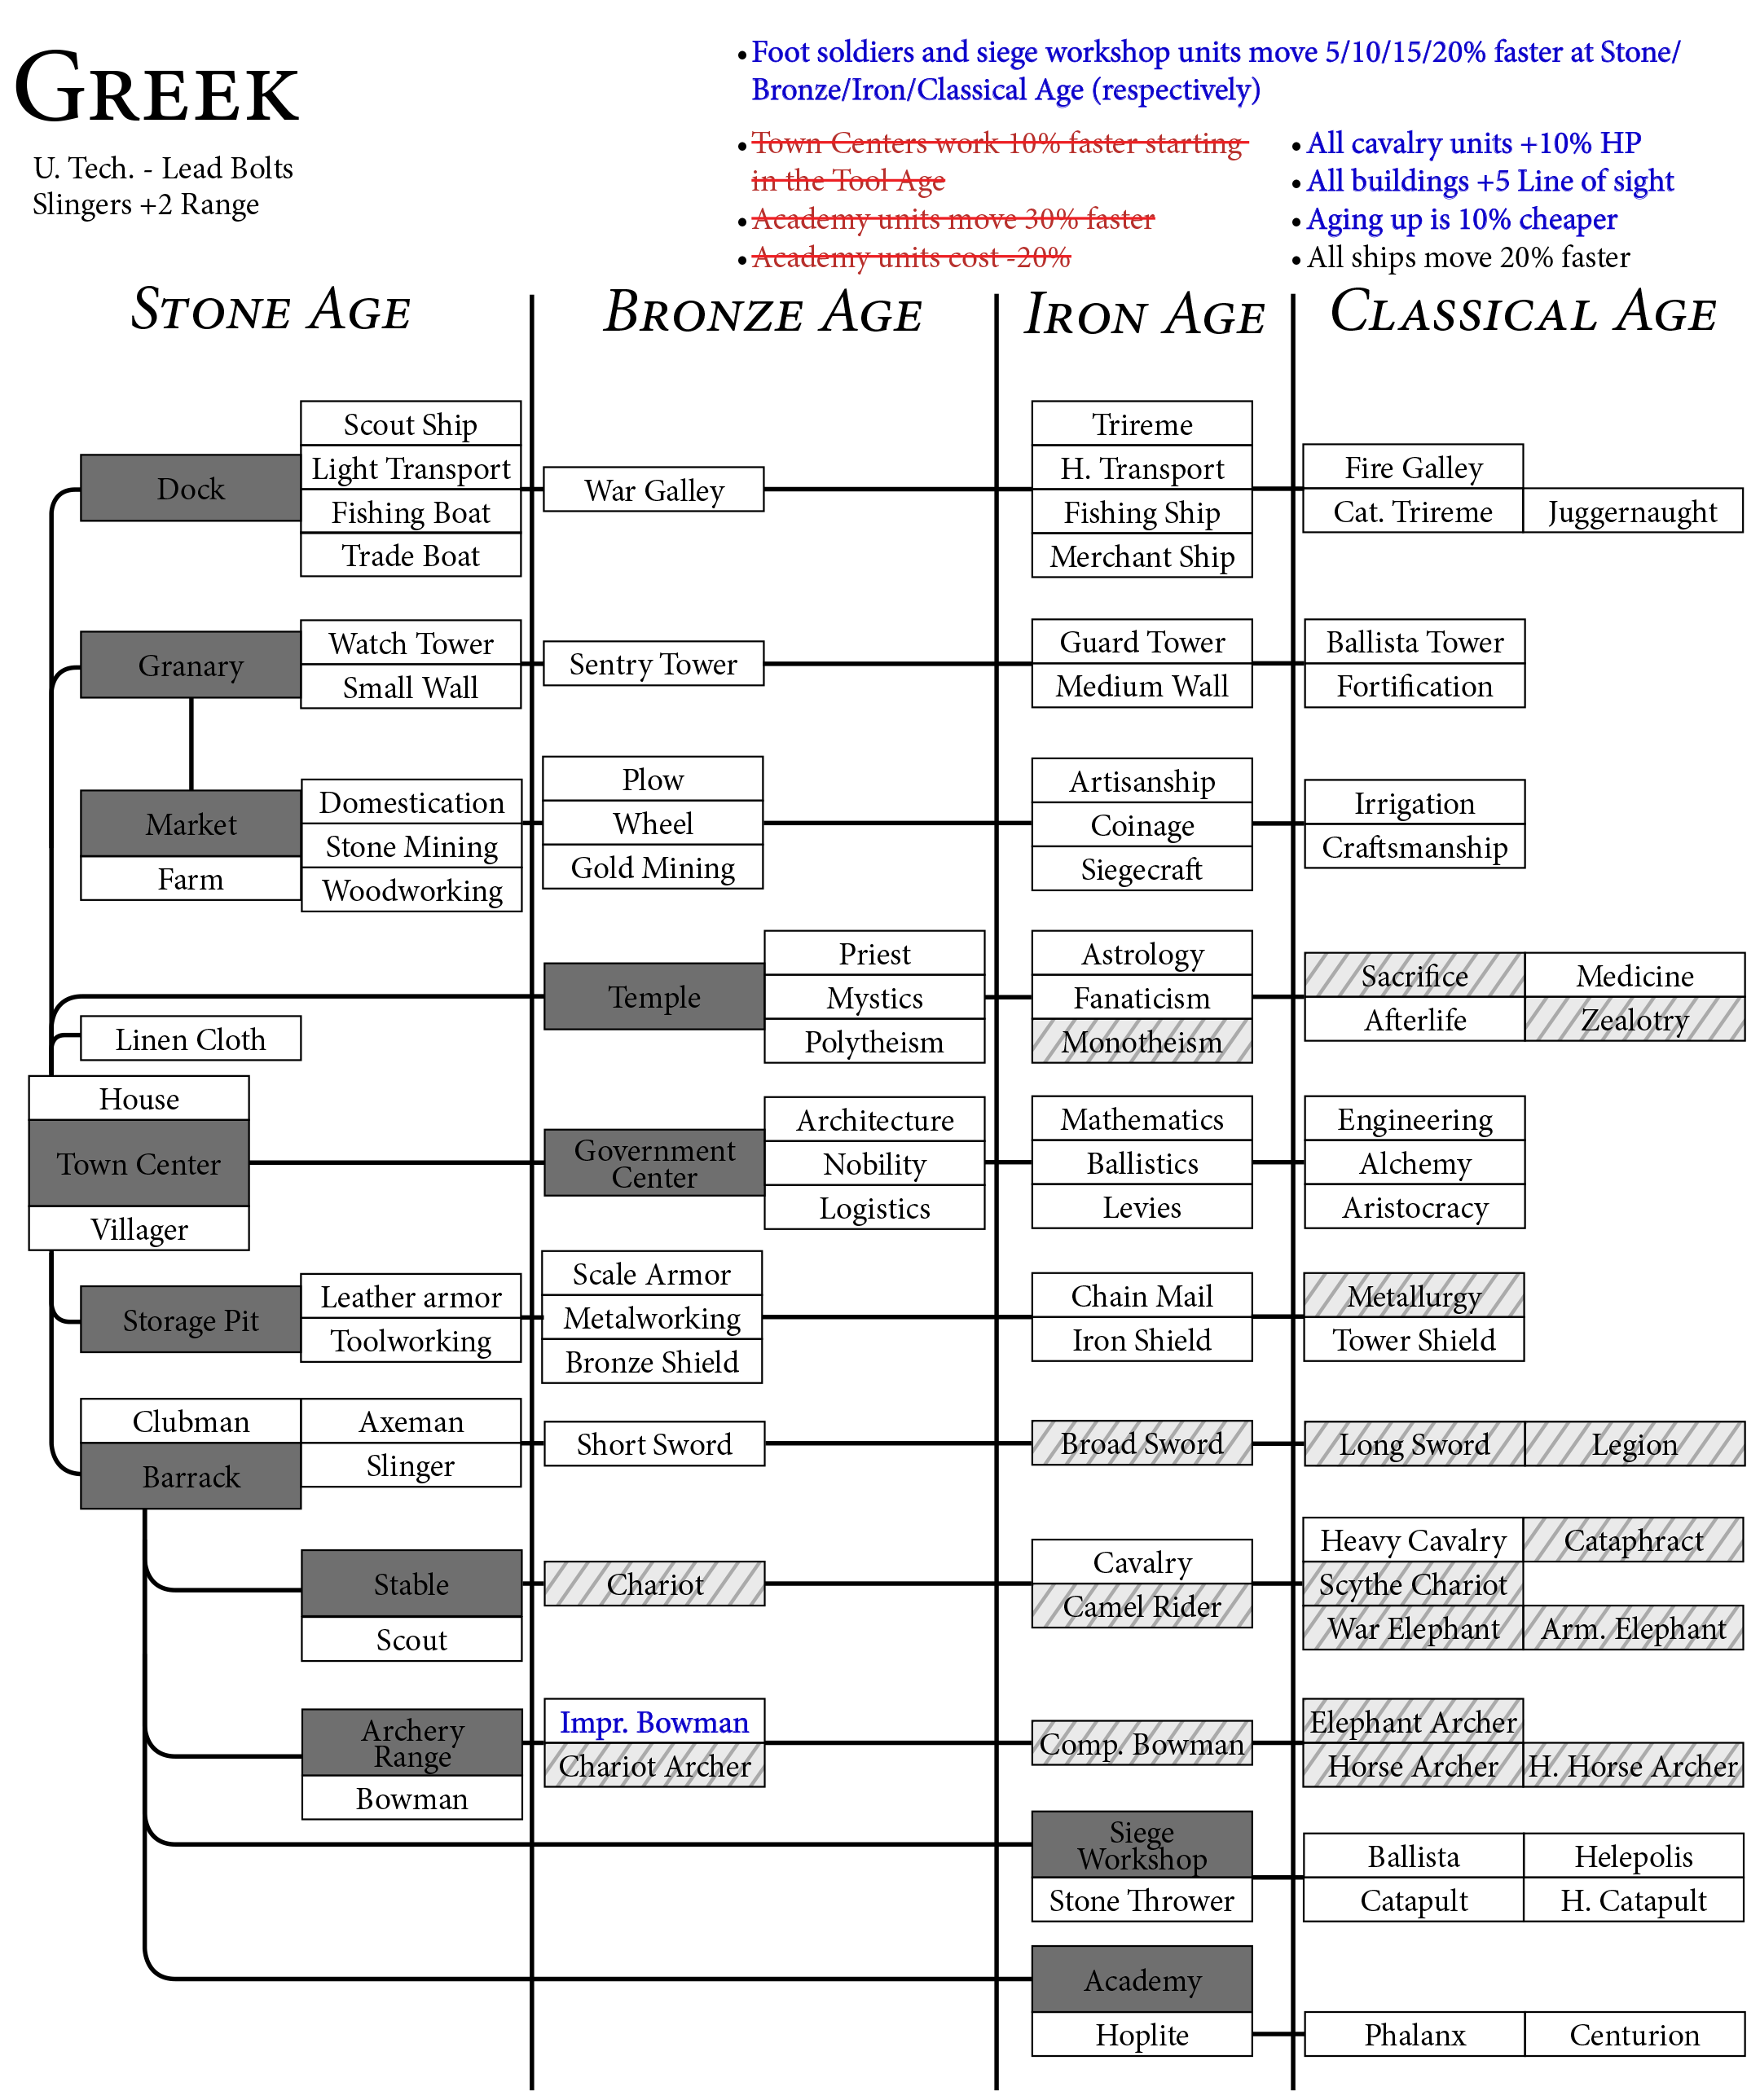 GREEK
U. Tech. - Lead Bolts
Slingers +2 Range
• Foot soldiers and siege workshop units move 5/10/15/20% faster at Stone/
Bronze/Iron/Classical Age (respectively)
• Town Centers work 10% faster starting
in the Tool Age
• Academy units move 30% faster
• Academy units cost -20%
• All cavalry units +10% HP
• All buildings +5 Line of sight
• Aging up is 10% cheaper
• All ships move 20% faster
STONE AGE
BRONZE AGE
IRON AGE
CLASSICAL AGE
Dock
Scout Ship
Light Transport
Fishing Boat
Trade Boat
War Galley
Trireme
H. Transport
Fishing Ship
Merchant Ship
Fire Galley
Cat. Trireme
Juggernaught
Granary
Watch Tower
Small Wall
Sentry Tower
Guard Tower
Medium Wall
Ballista Tower
Fortification
Market
Farm
Domestication
Stone Mining
Woodworking
Plow
Wheel
Gold Mining
Artisanship
Coinage
Siegecraft
Irrigation
Craftsmanship
Temple
Priest
Mystics
Polytheism
Astrology
Fanaticism
Monotheism
Sacrifice
Medicine
Afterlife
Zealotry
Linen Cloth
House
Town Center
Villager
Government
Center
Architecture
Nobility
Logistics
Mathematics
Ballistics
Levies
Engineering
Alchemy
Aristocracy
Storage Pit
Leather armor
Toolworking
Scale Armor
Metalworking
Bronze Shield
Chain Mail
Iron Shield
Metallurgy
Tower Shield
Clubman
Barrack
Axeman
Slinger
Short Sword
Broad Sword
Long Sword
Legion
Stable
Scout
Chariot
Cavalry
Camel Rider
Heavy Cavalry
Cataphract
Scythe Chariot
War Elephant
Arm. Elephant
Archery
Range
Bowman
Impr. Bowman
Chariot Archer
Comp. Bowman
Elephant Archer
Horse Archer
H. Horse Archer
Siege
Workshop
Stone Thrower
Ballista
Helepolis
Catapult
H. Catapult
Academy
Hoplite
Phalanx
Centurion